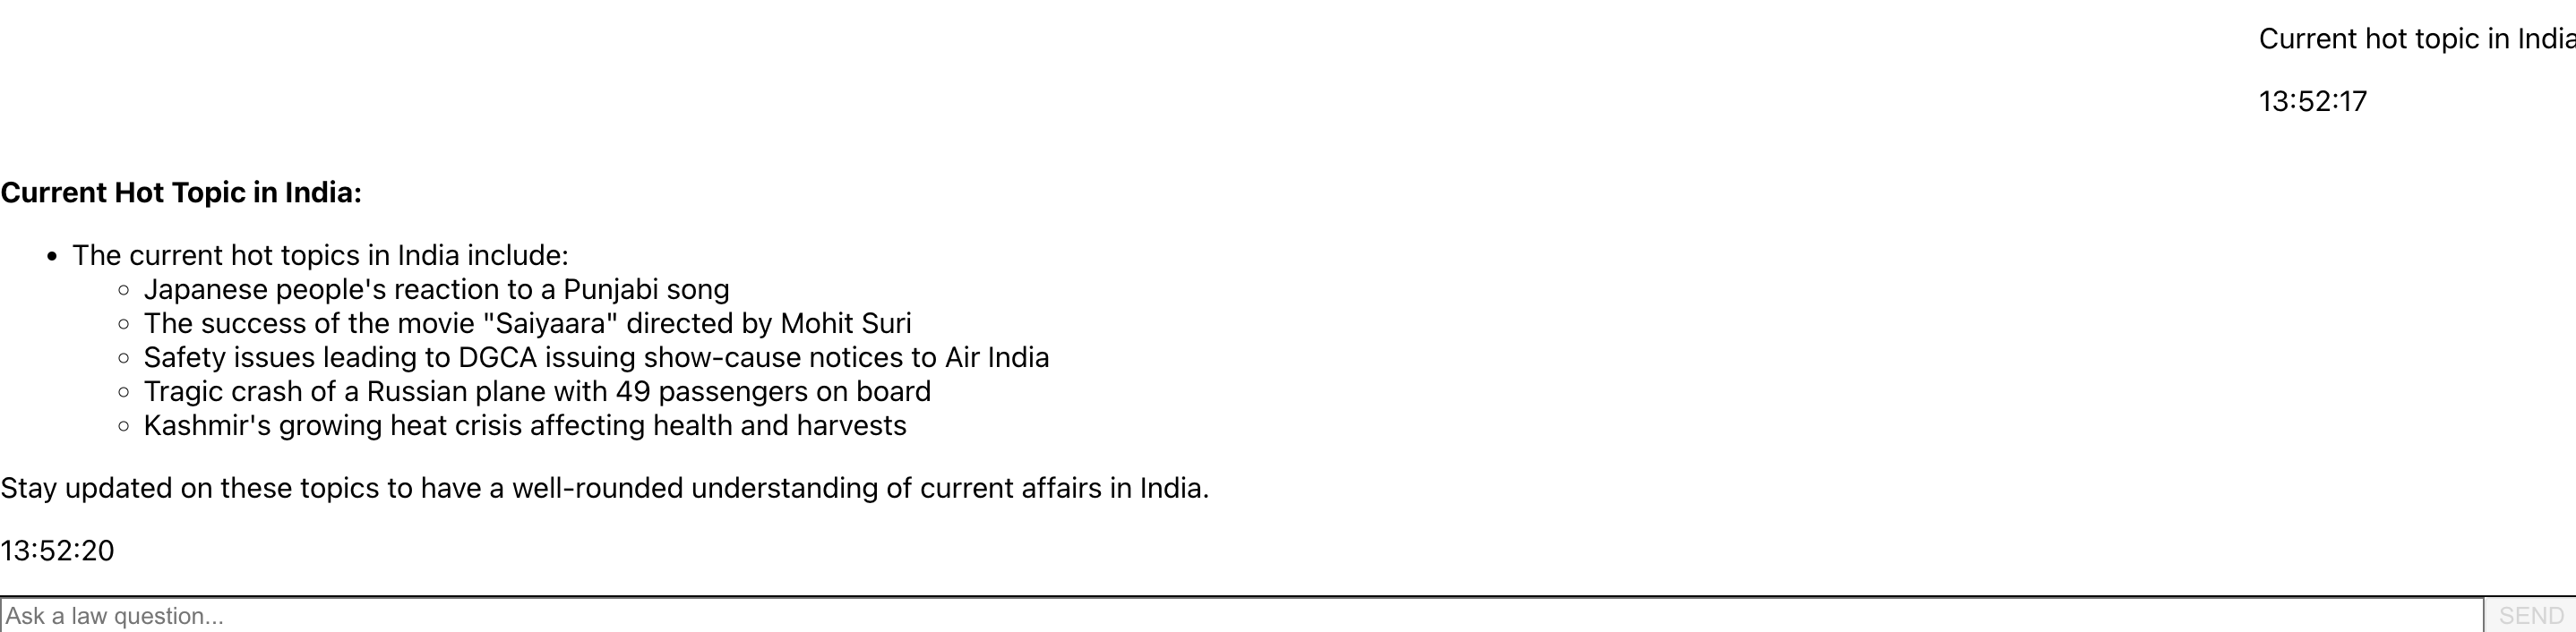 Current hot topic in India
13:52:17
Current Hot Topic in India:
The current hot topics in India include:
Japanese people's reaction to a Punjabi song
The success of the movie "Saiyaara" directed by Mohit Suri
Safety issues leading to DGCA issuing show-cause notices to Air India
Tragic crash of a Russian plane with 49 passengers on board
Kashmir's growing heat crisis affecting health and harvests
Stay updated on these topics to have a well-rounded understanding of current affairs in India.
13:52:20
Ask a law question... SEND